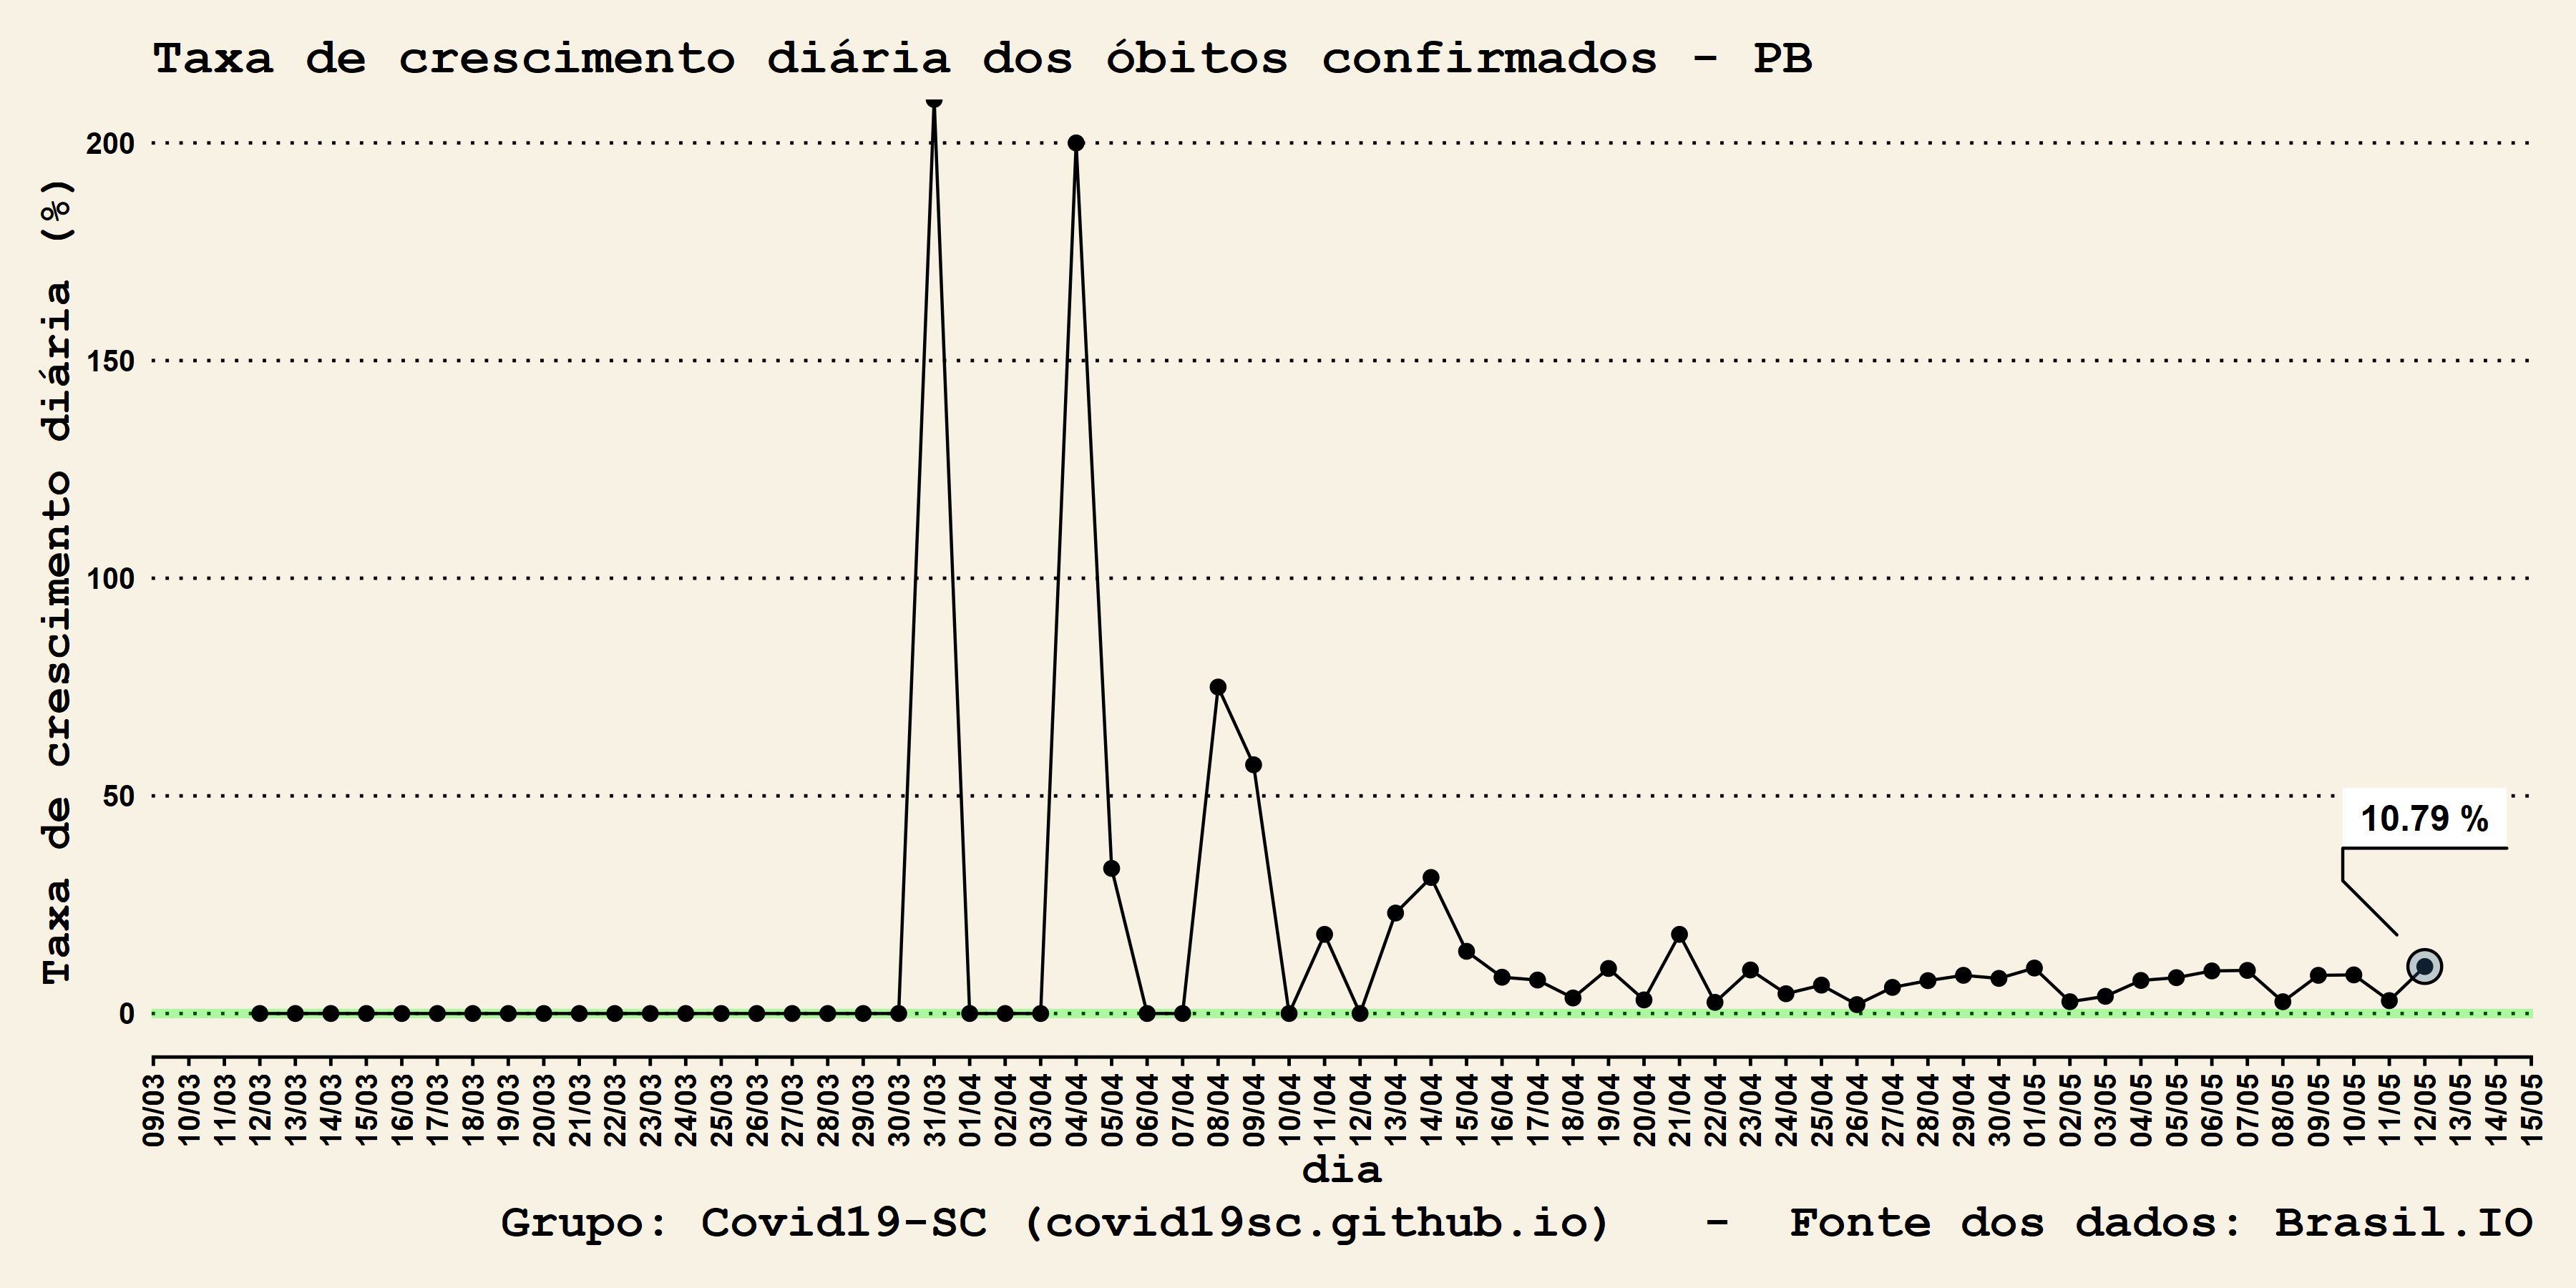 Taxa de crescimento diária dos óbitos confirmados - PB
Taxa de crescimento diária (%)
200
150
100
50
0
10.79 %
09/03 10/03 11/03 12/03 13/03 14/03 15/03 16/03 17/03 18/03 19/03 20/03 21/03 22/03 23/03 24/03 25/03 26/03 27/03 28/03 29/03 30/03 31/03 01/04 02/04 03/04 04/04 05/04 06/04 07/04 08/04 09/04 10/04 11/04 12/04 13/04 14/04 15/04 16/04 17/04 18/04 19/04 20/04 21/04 22/04 23/04 24/04 25/04 26/04 27/04 28/04 29/04 30/04 01/05 02/05 03/05 04/05 05/05 06/05 07/05 08/05 09/05 10/05 11/05 12/05 13/05 14/05 15/05
dia
Grupo: Covid19-SC (covid19sc.github.io) - Fonte dos dados: Brasil.IO